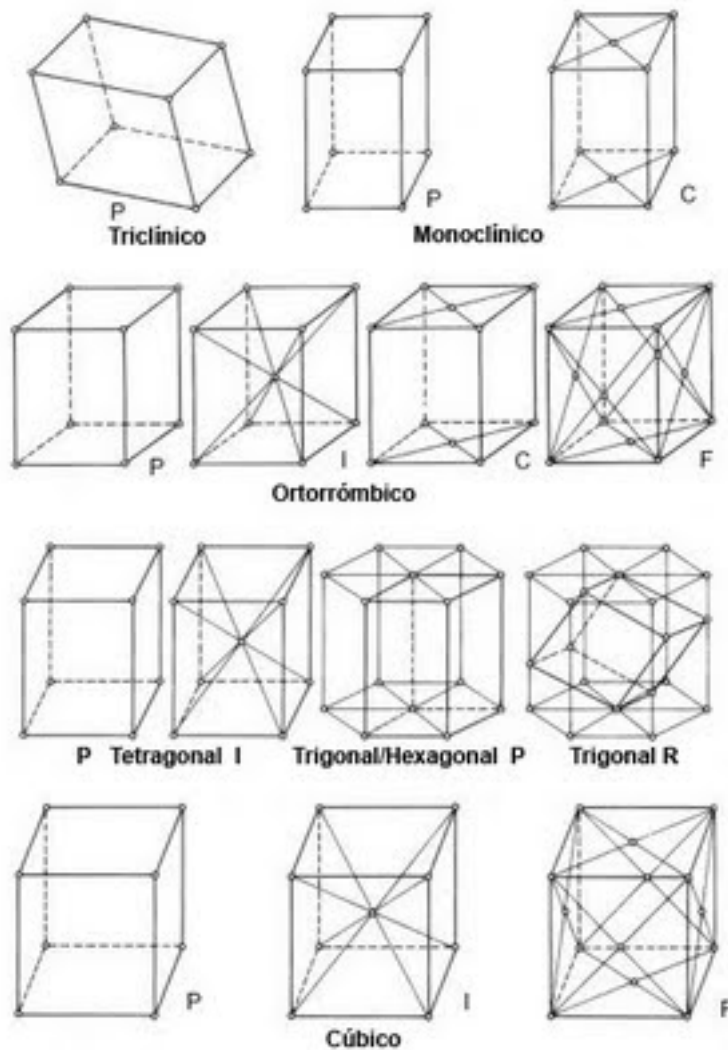 P
P
C
Triclínico
Monoclínico
P
I
C
F
Ortorrómbico
P Tetragonal I
Trigonal/Hexagonal P
Trigonal R
P
I
F
Cúbico